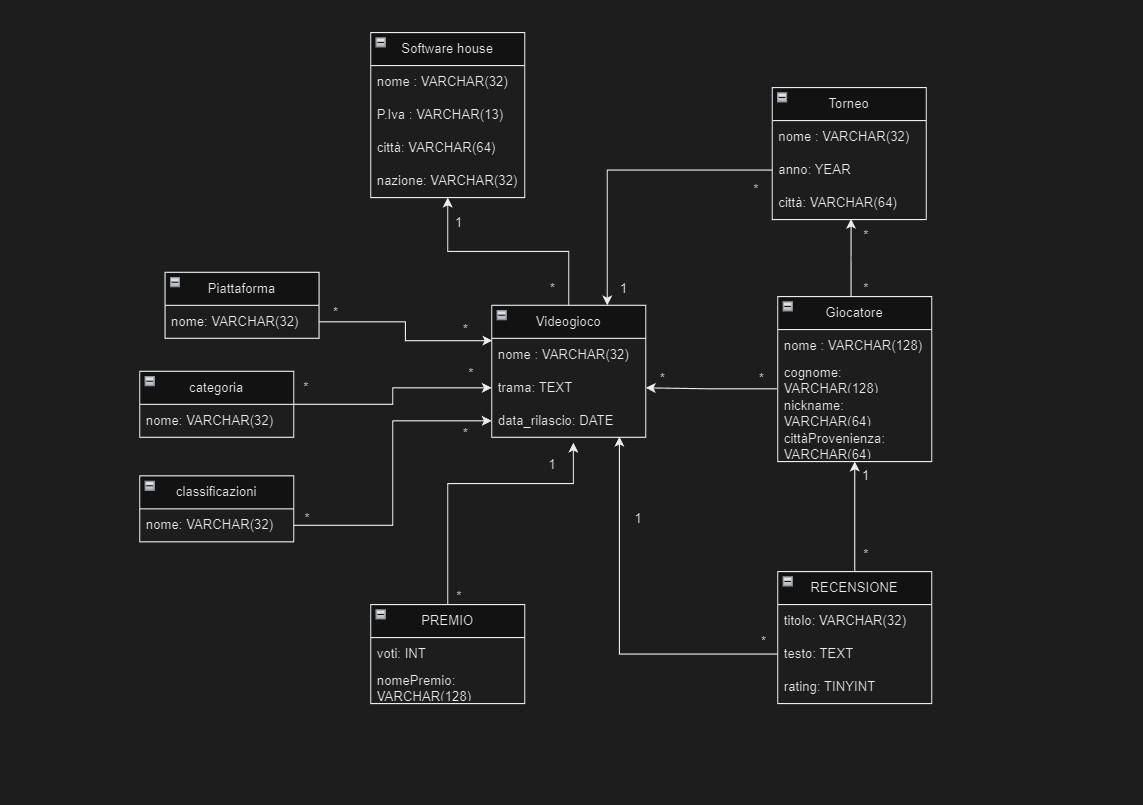 Software house
nome : VARCHAR(32)
P.Iva : VARCHAR(13)
città: VARCHAR(64)
nazione: VARCHAR(32)
1
*
Torneo
nome : VARCHAR(32)
anno: YEAR
città: VARCHAR(64)
*
1
*
*
Piattaforma
nome: VARCHAR(32)
*
*
Videogioco
nome : VARCHAR(32)
trama: TEXT
data_rilascio: DATE
Giocatore
nome : VARCHAR(128)
cognome:
VARCHAR(128)
nickname:
VARCHAR(64)
cittàProvenienza:
VARCHAR(64)
*
*
categoria
nome: VARCHAR(32)
*
*
classificazioni
nome: VARCHAR(32)
*
*
1
*
1
*
1
*
PREMIO
voti: INT
nomePremio:
VARCHAR(128)
RECENSIONE
titolo: VARCHAR(32)
testo: TEXT
rating: TINYINT